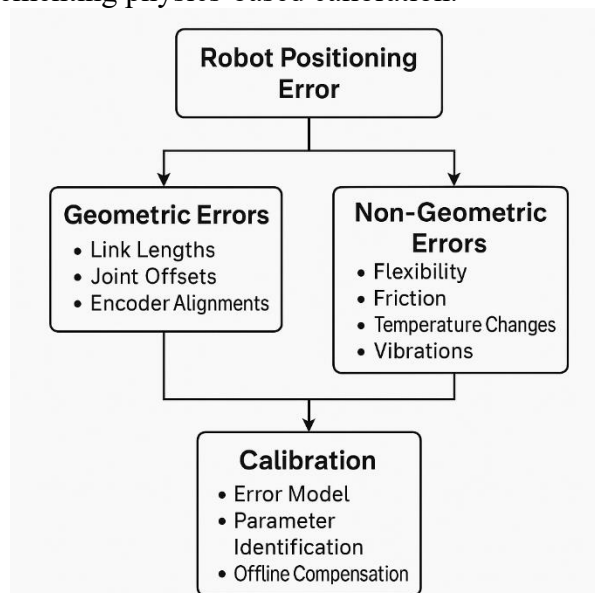 Robot Positioning
Error
Geometric Errors
• Link Lengths
• Joint Offsets
• Encoder Alignments
Non-Geometric
Errors
• Flexibility
• Friction
• Temperature Changes
• Vibrations
Calibration
• Error Model
• Parameter
Identification
• Offline Compensation